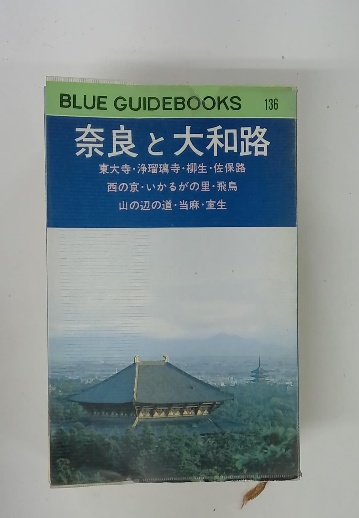 BLUE GUIDEBOOKS 136
奈良と大和路
東大寺・浄瑠璃寺・柳生・佐保路
西の京・いかるがの里・飛鳥
山の辺の道・当麻・室生